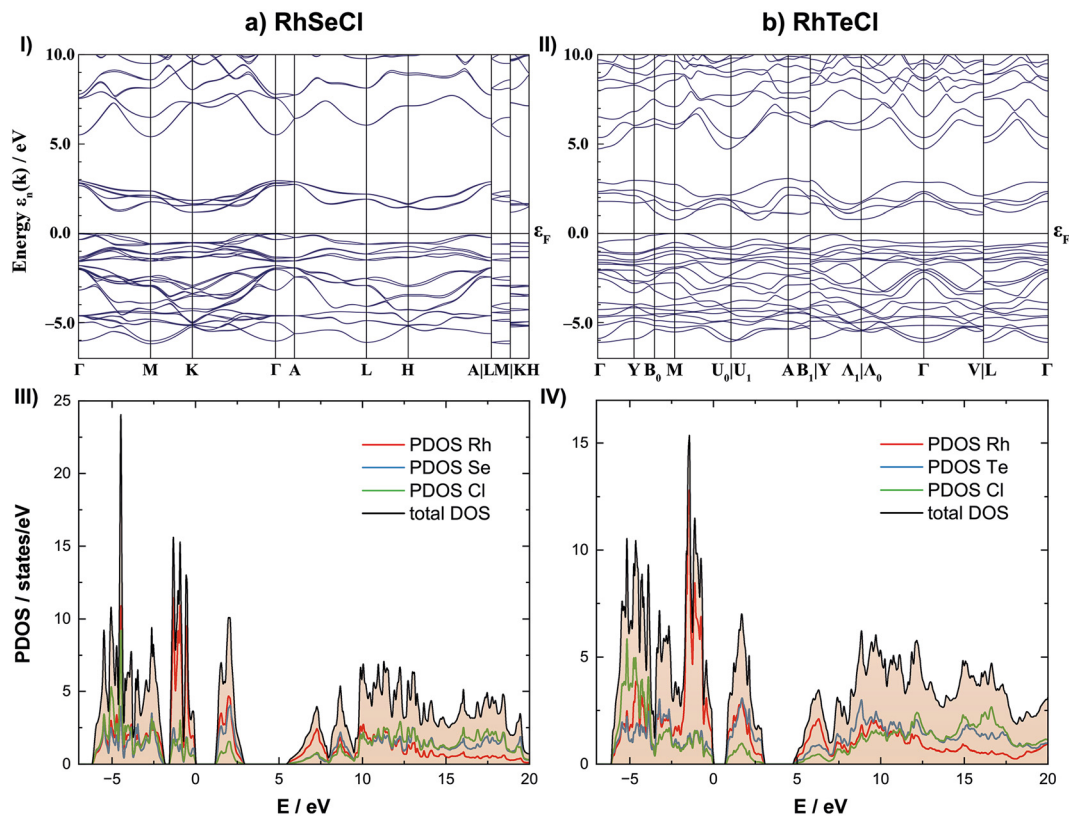 a) RhSeCl
b) RhTeCl
I)
II)
Energy εn(k) / eV
10.0
5.0
0.0
−5.0
εF
Γ M K Γ A L H A|LM|KH
10.0
5.0
0.0
−5.0
εF
Γ Y B0 M U0|U1 A B1|Y Λ1|Λ0 Γ V|L Γ
III)
IV)
PDOS / states/eV
25
20
15
10
5
0
PDOS Rh
PDOS Se
PDOS Cl
total DOS
−5 0 5 10 15 20
E / eV
15
10
5
0
PDOS Rh
PDOS Te
PDOS Cl
total DOS
−5 0 5 10 15 20
E / eV